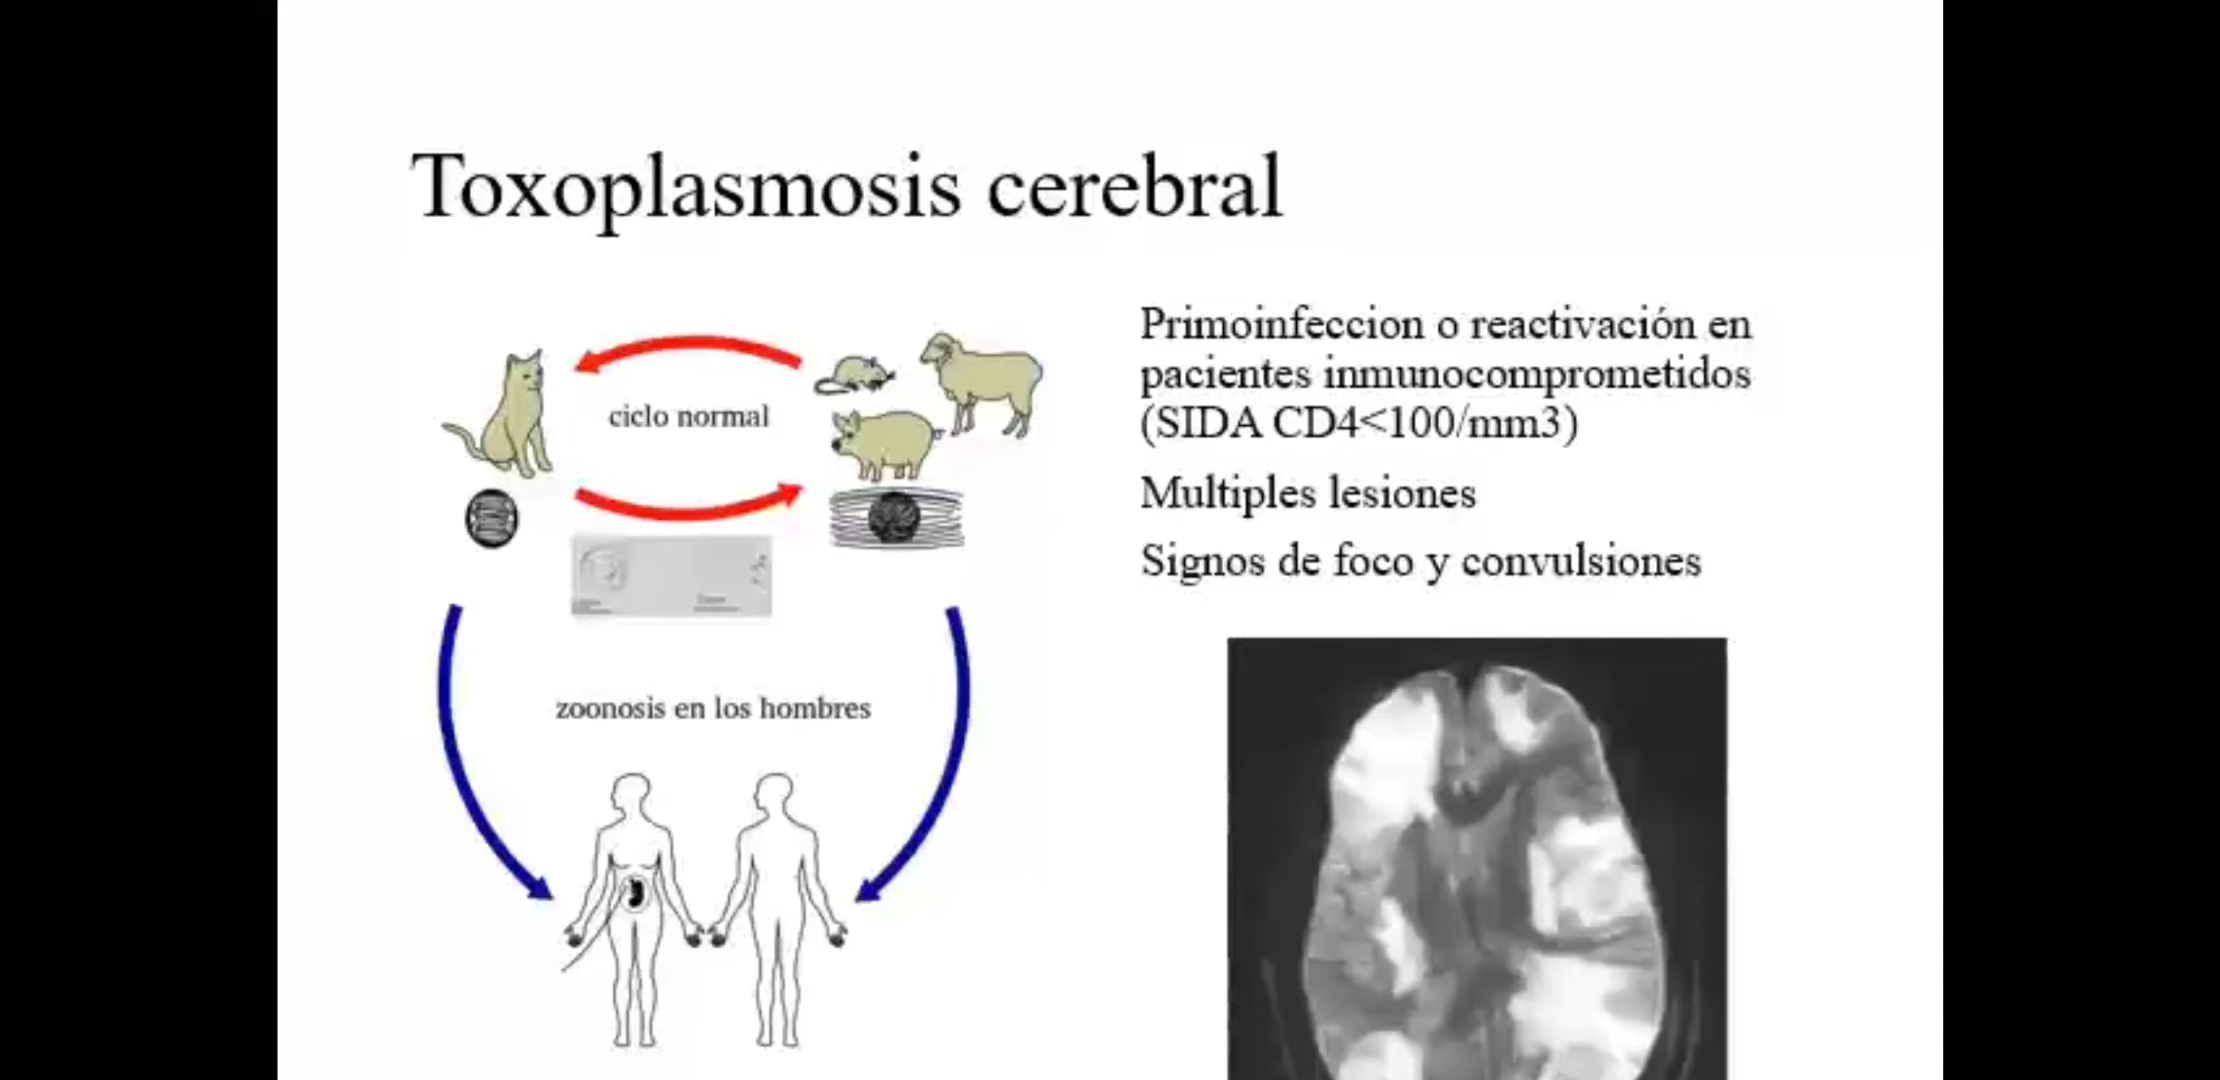 Toxoplasmosis cerebral
ciclo normal
zoonosis en los hombres
Primoinfeccion o reactivación en
pacientes inmunocomprometidos
(SIDA CD4<100/mm3)
Multiples lesiones
Signos de foco y convulsiones